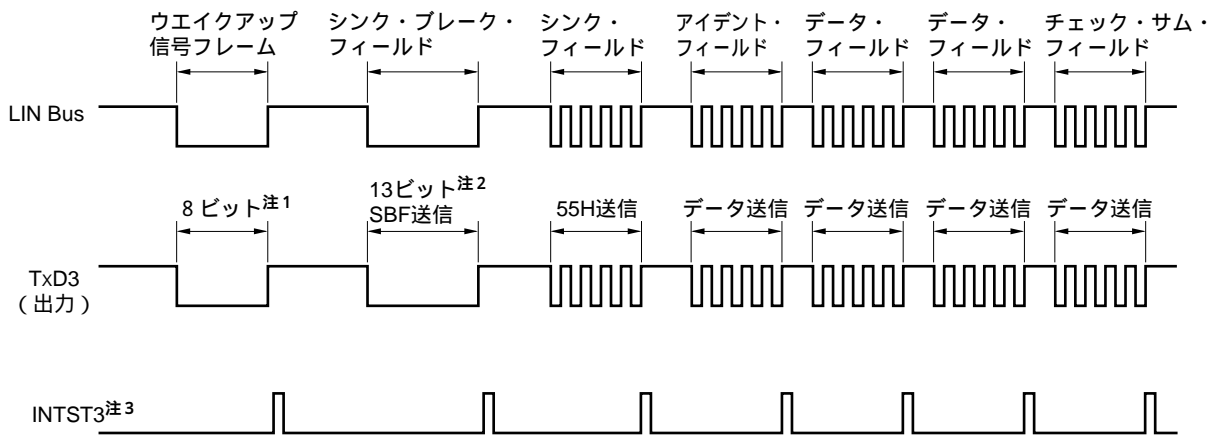 ウエイクアップ
信号フレーム
シンク・ブレーク・
フィールド
シンク・
フィールド
アイデント・
フィールド
データ・
フィールド
データ・
フィールド
チェック・サム・
フィールド
LIN Bus
8 ビット注1
13ビット注2
SBF送信
55H送信
データ送信
データ送信
データ送信
データ送信
TxD3
(出力)
INTST3注3